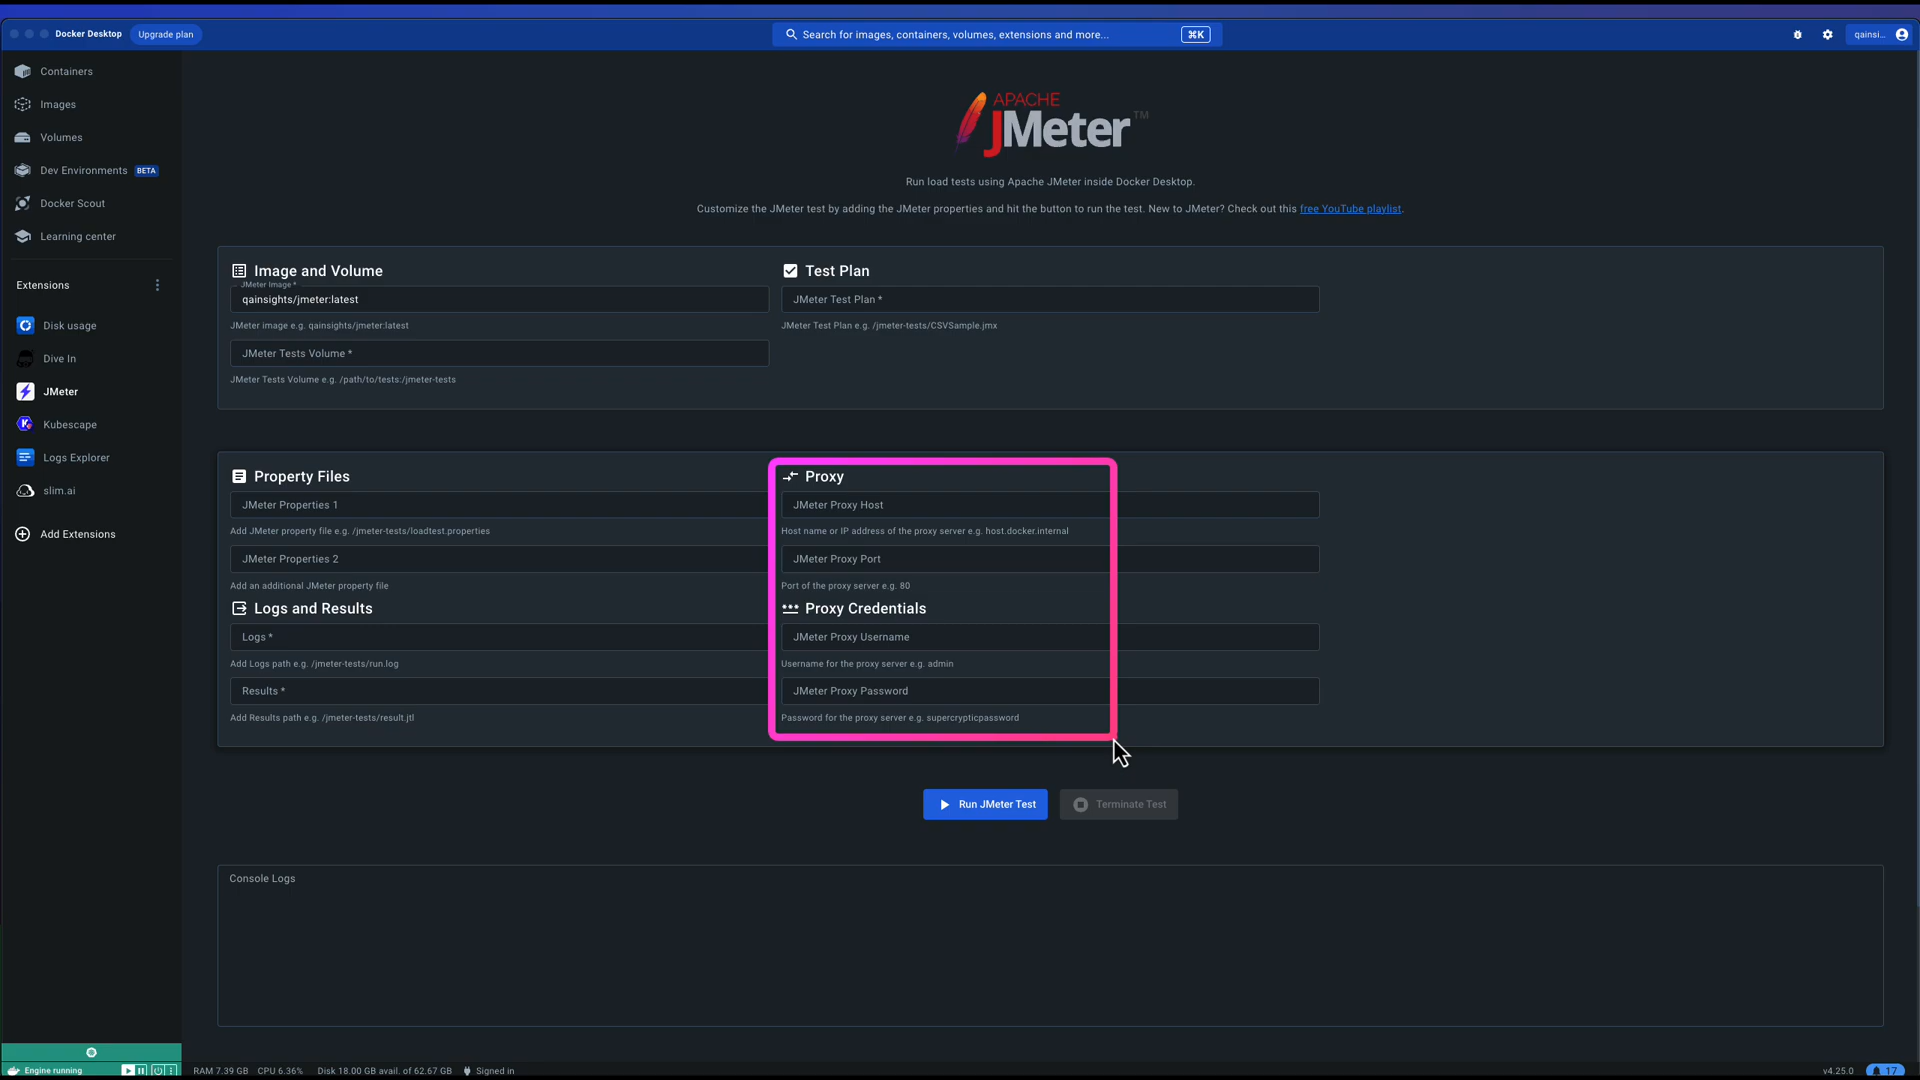 Docker Desktop
Upgrade plan
Search for images, containers, volumes, extensions and more...
⌘K
qainsi...
Containers
Images
Volumes
Dev Environments BETA
Docker Scout
Learning center
Extensions
Disk usage
Dive In
JMeter
Kubescape
Logs Explorer
slim.ai
Add Extensions
APACHE
JMeter™
Run load tests using Apache JMeter inside Docker Desktop.
Customize the JMeter test by adding the JMeter properties and hit the button to run the test. New to JMeter? Check out this free YouTube playlist.
Image and Volume
JMeter Image *
qainsights/jmeter:latest
JMeter image e.g. qainsights/jmeter:latest
JMeter Tests Volume *
JMeter Tests Volume e.g. /path/to/tests:/jmeter-tests
Test Plan
JMeter Test Plan *
JMeter Test Plan e.g. /jmeter-tests/CSVSample.jmx
Property Files
JMeter Properties 1
Add JMeter property file e.g. /jmeter-tests/loadtest.properties
JMeter Properties 2
Add an additional JMeter property file
Logs and Results
Logs *
Add Logs path e.g. /jmeter-tests/run.log
Results *
Add Results path e.g. /jmeter-tests/result.jtl
Proxy
JMeter Proxy Host
Host name or IP address of the proxy server e.g. host.docker.internal
JMeter Proxy Port
Port of the proxy server e.g. 80
Proxy Credentials
JMeter Proxy Username
Username for the proxy server e.g. admin
JMeter Proxy Password
Password for the proxy server e.g. supercrypticpassword
Run JMeter Test
Terminate Test
Console Logs
Engine running
RAM 7.39 GB CPU 6.36% Disk 18.00 GB avail. of 62.67 GB Signed in
v4.25.0
17